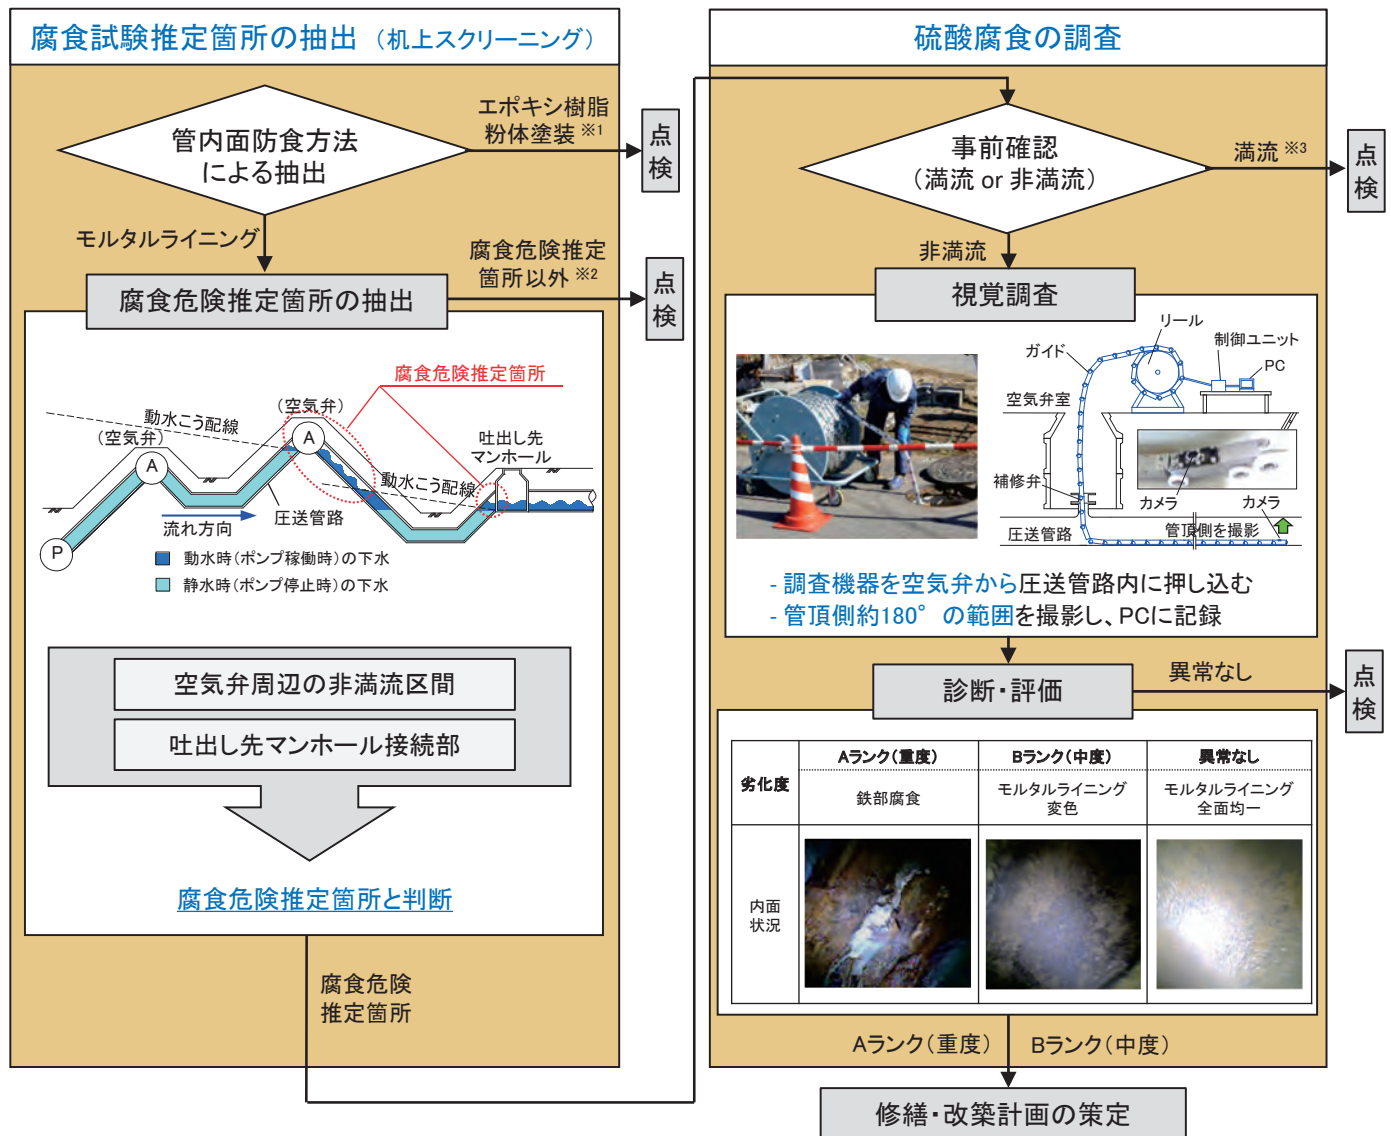 腐食試験推定箇所の抽出（机上スクリーニング）
管内面防食方法
による抽出
エポキシ樹脂
粉体塗装 ※1
点
検
モルタルライニング
腐食危険推定
箇所以外 ※2
点
検
腐食危険推定箇所の抽出
腐食危険推定箇所
動水こう配線
（空気弁）
（空気弁）
A
A
吐出し先
マンホール
動水こう配線
流れ方向
圧送管路
P
動水時（ポンプ稼働時）の下水
静水時（ポンプ停止時）の下水
空気弁周辺の非満流区間
吐出し先マンホール接続部
腐食危険推定箇所と判断
腐食危険
推定箇所
硫酸腐食の調査
事前確認
（満流 or 非満流）
満流 ※3
点
検
非満流
視覚調査
リール
ガイド
制御ユニット
PC
空気弁室
補修弁
カメラ
カメラ
圧送管路
管頂側を撮影
- 調査機器を空気弁から圧送管路内に押し込む
- 管頂側約180°の範囲を撮影し、PCに記録
診断・評価
異常なし
点
検
劣化度
Aランク（重度）
Bランク（中度）
異常なし
鉄部腐食
モルタルライニング
変色
モルタルライニング
全面均一
内面
状況
Aランク（重度）
Bランク（中度）
修繕・改築計画の策定